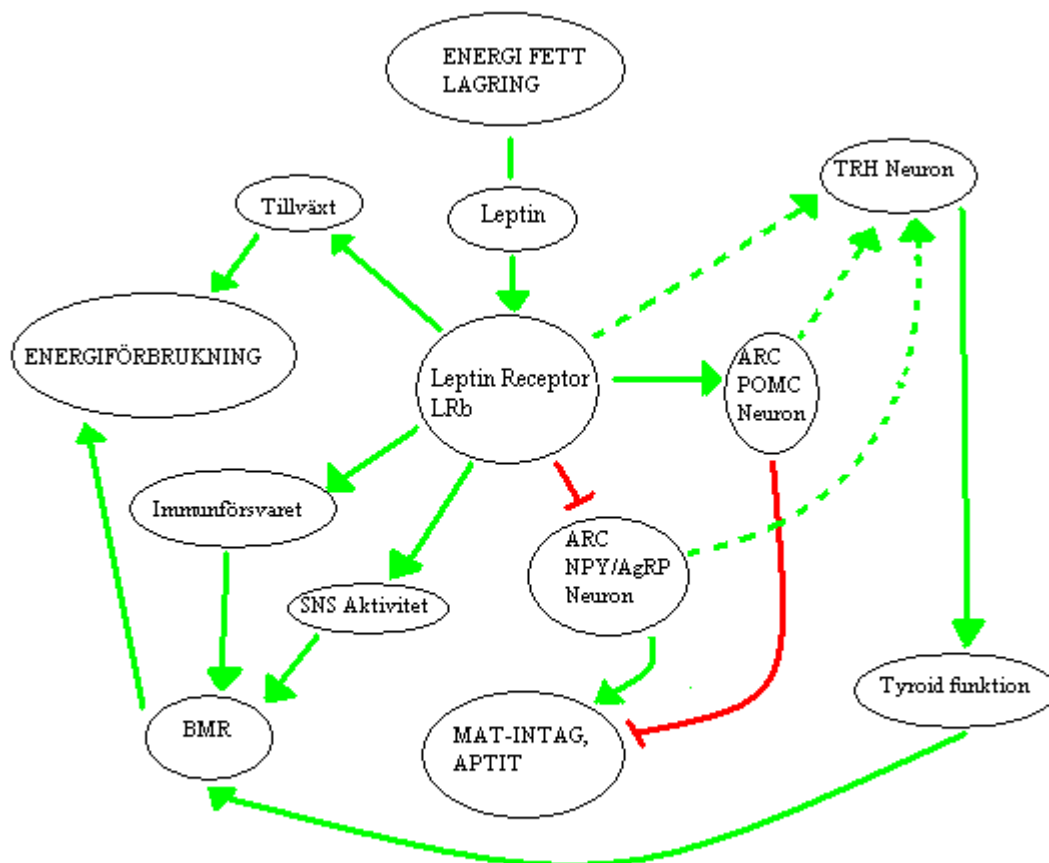 ENERGI FETT
LAGRING
TRH Neuron
Tillväxt
Leptin
ENERGIFÖRBRUKNING
Leptin Receptor
LRb
ARC
POMC
Neuron
Immunförsvaret
ARC
NPY/AgRP
Neuron
SNS Aktivitet
Tyroid funktion
BMR
MAT-INTAG,
APTIT